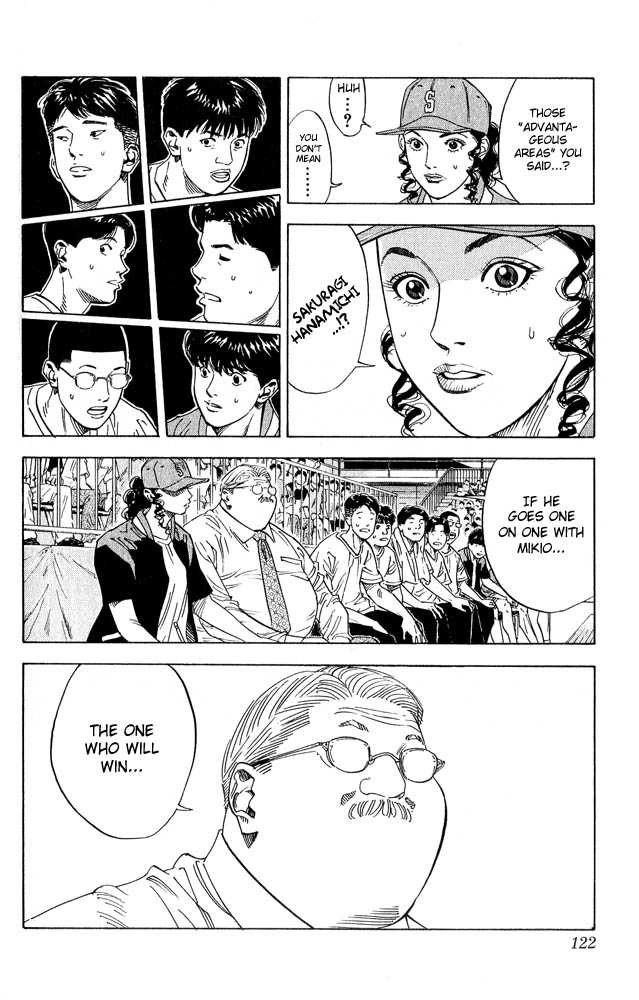 THOSE
"ADVANTA-
GEOUS
AREAS" YOU
SAID...?
S
HUH
......?
YOU
DON'T
MEAN
.........
SAKURAGI
HANAMICHI
...!?
IF HE
GOES ONE
ON ONE WITH
MIKIO...
THE ONE
WHO WILL
WIN...
122